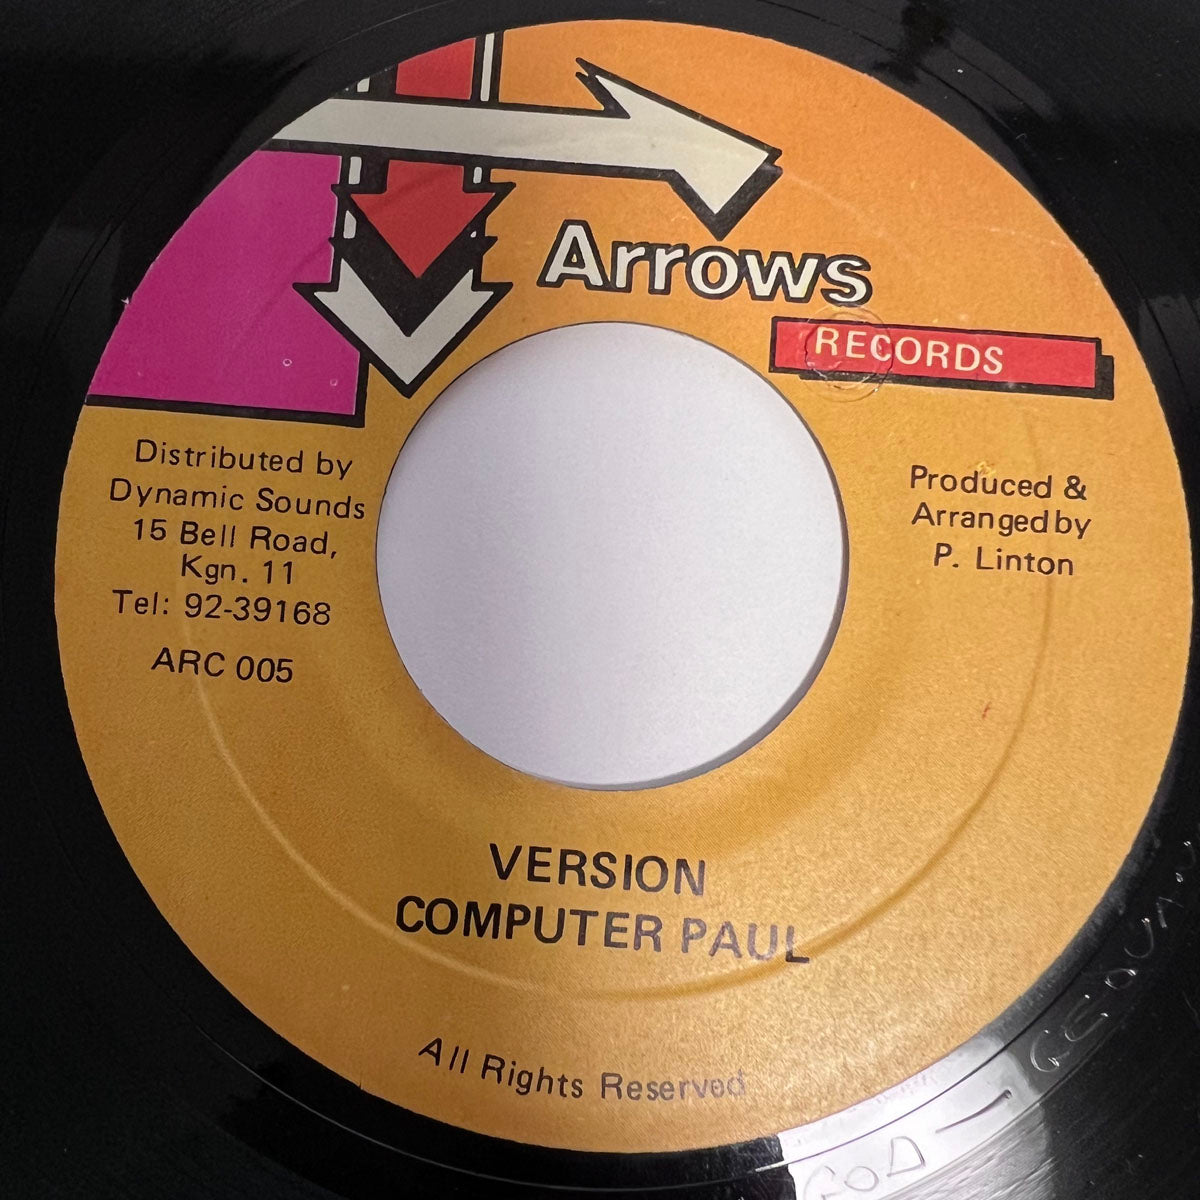 Arrows
RECORDS
Distributed by
Dynamic Sounds
15 Bell Road,
Kgn. 11
Tel: 92-39168
ARC 005
Produced &
Arranged by
P. Linton
VERSION
COMPUTER PAUL
All Rights Reserved